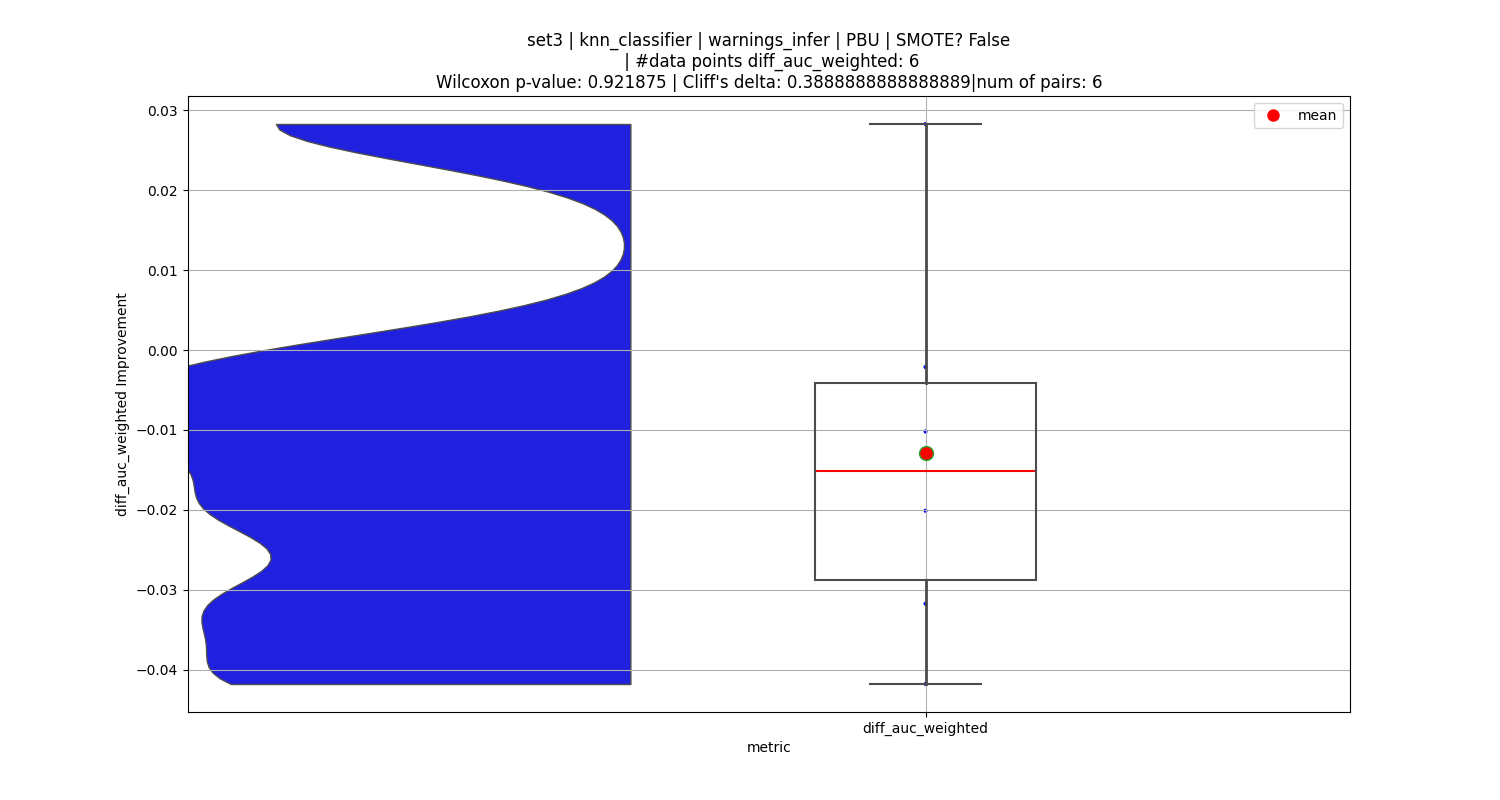 set3 | knn_classifier | warnings_infer | PBU | SMOTE? False
| #data points diff_auc_weighted: 6
Wilcoxon p-value: 0.921875 | Cliff's delta: 0.3888888888888889|num of pairs: 6
mean
0.03
0.02
0.01
0.00
−0.01
−0.02
−0.03
−0.04
diff_auc_weighted Improvement
diff_auc_weighted
metric